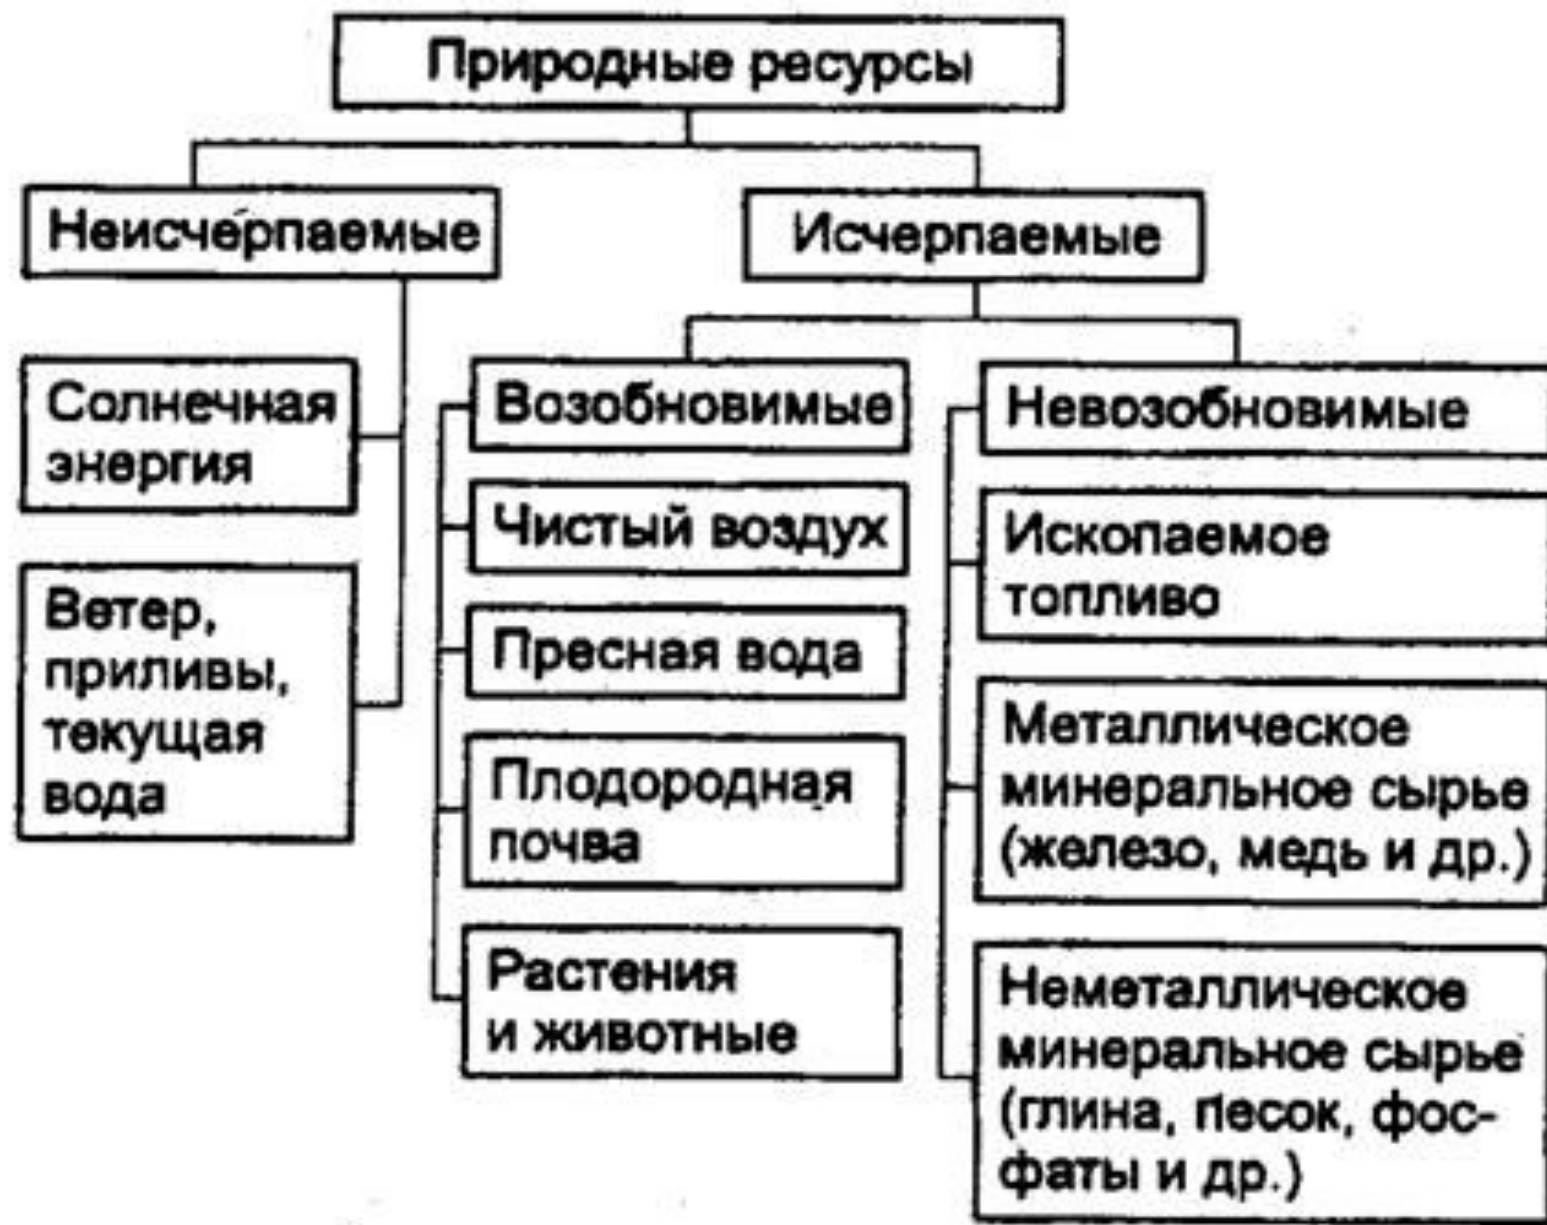 Природные ресурсы
Неисчерпаемые
Исчерпаемые
Солнечная
энергия
Ветер,
приливы,
текущая
вода
Возобновимые
Чистый воздух
Пресная вода
Плодородная
почва
Растения
и животные
Невозобновимые
Ископаемое
топливо
Металлическое
минеральное сырье
(железо, медь и др.)
Неметаллическое
минеральное сырье
(глина, песок, фос-
фаты и др.)